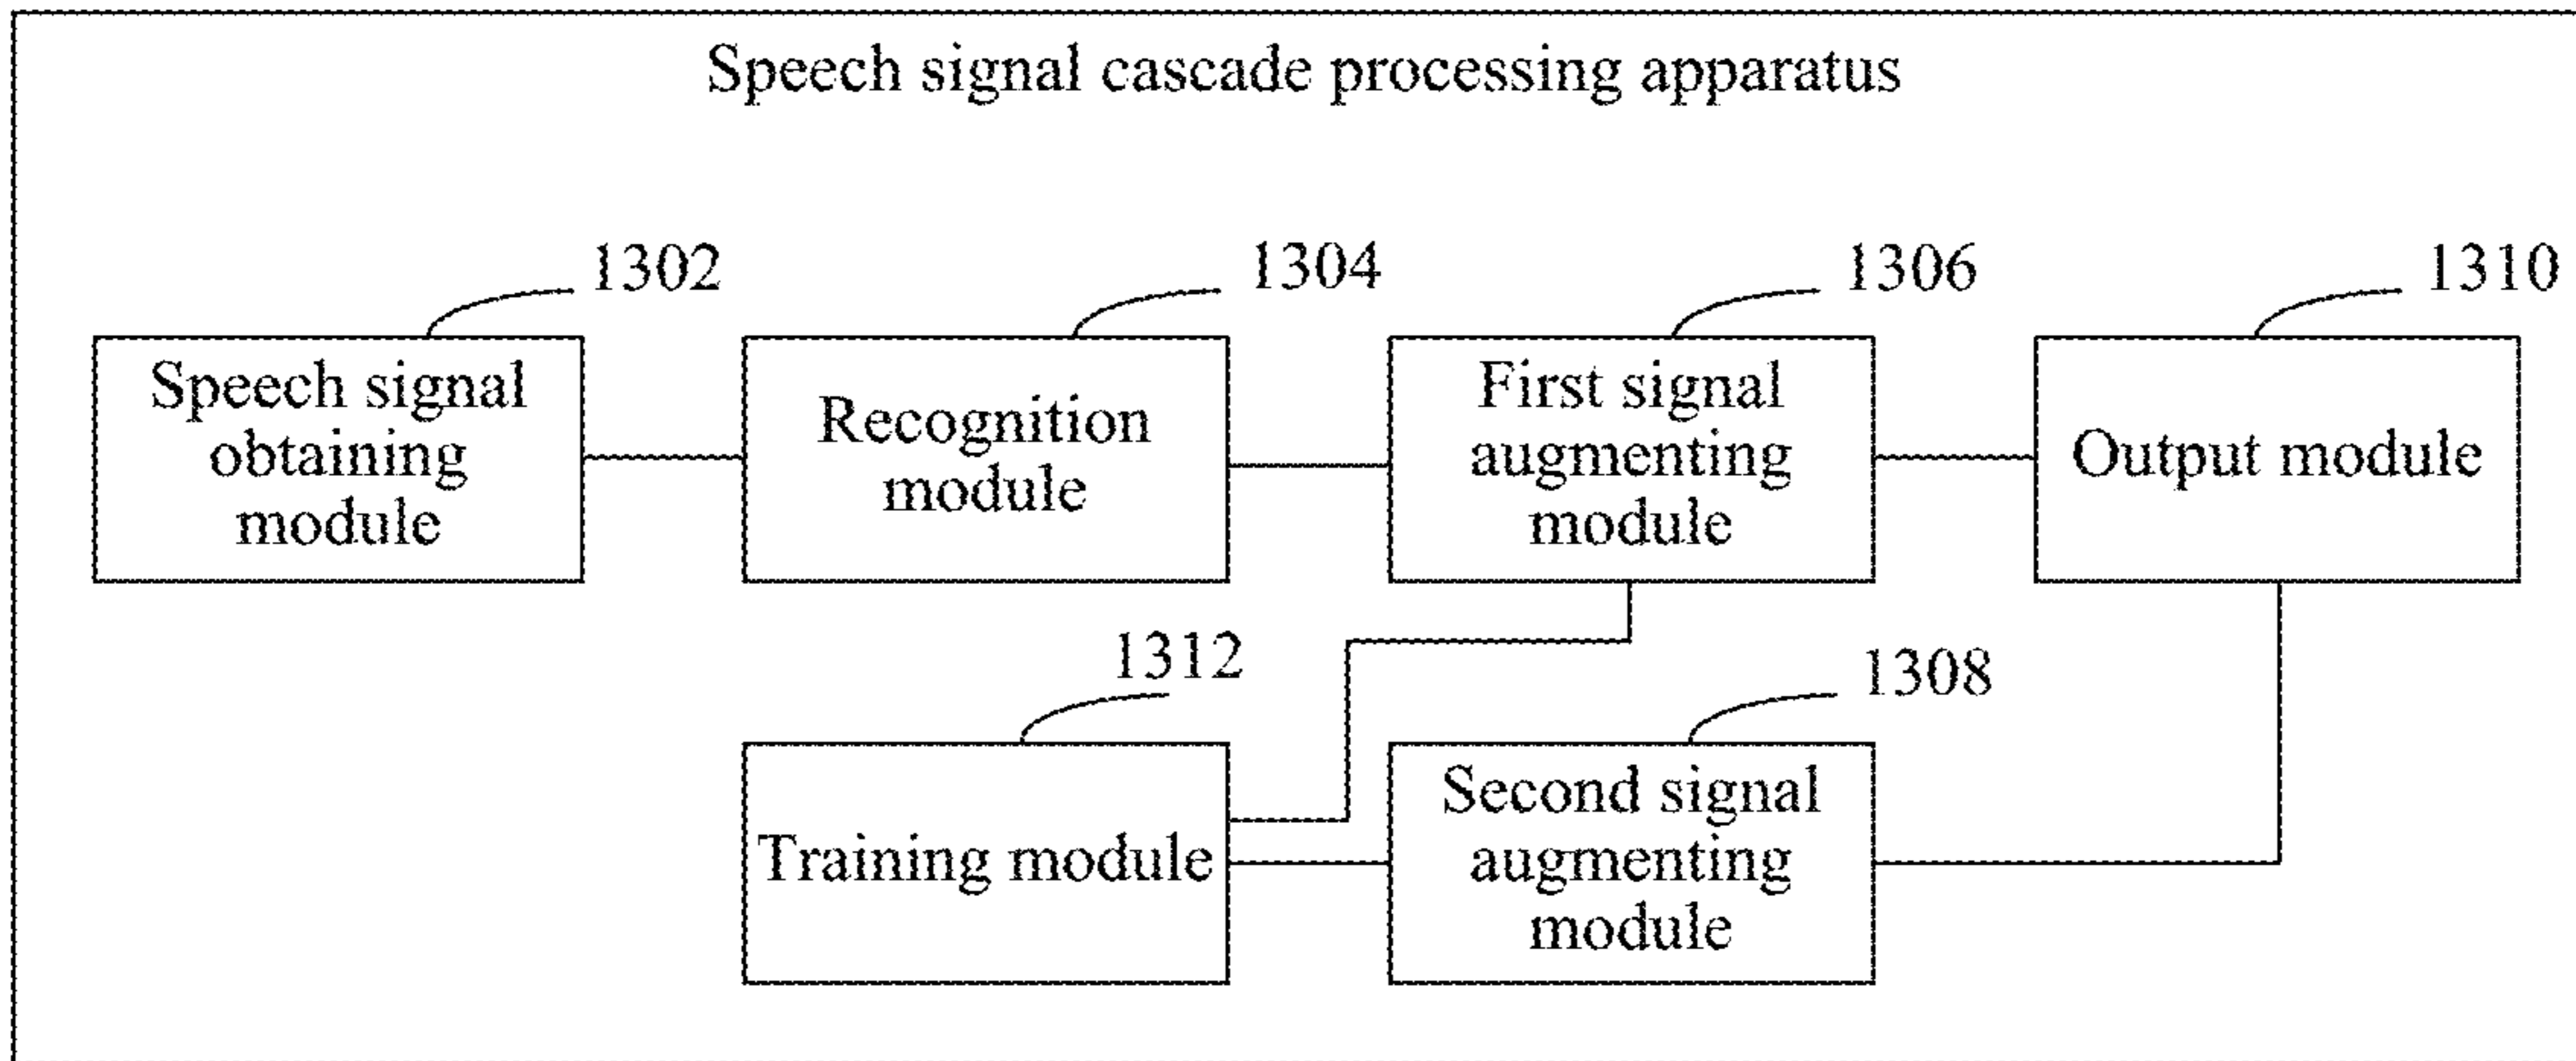 Speech signal cascade processing apparatus
1302
1304
1306
1310
Speech signal
obtaining
module
Recognition
module
First signal
augmenting
module
Output module
1312
1308
Training module
Second signal
augmenting
module